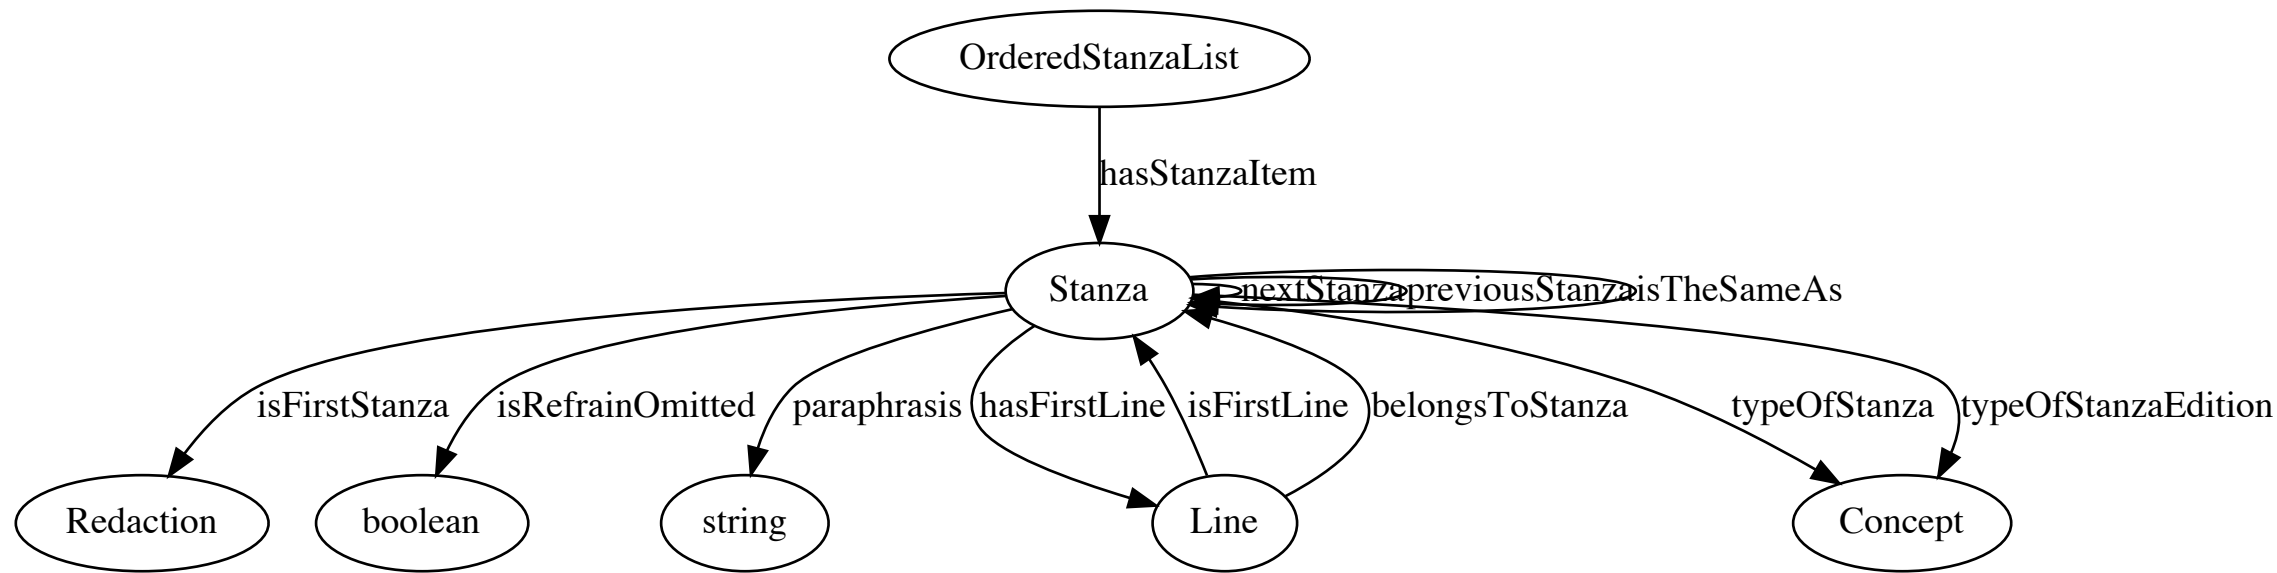 OrderedStanzaList
hasStanzaItem
Stanza
nextStanza
previousStanza
isTheSameAs
isFirstStanza
isRefrainOmitted
paraphrasis
hasFirstLine
isFirstLine
belongsToStanza
typeOfStanza
typeOfStanzaEdition
Redaction
boolean
string
Line
Concept